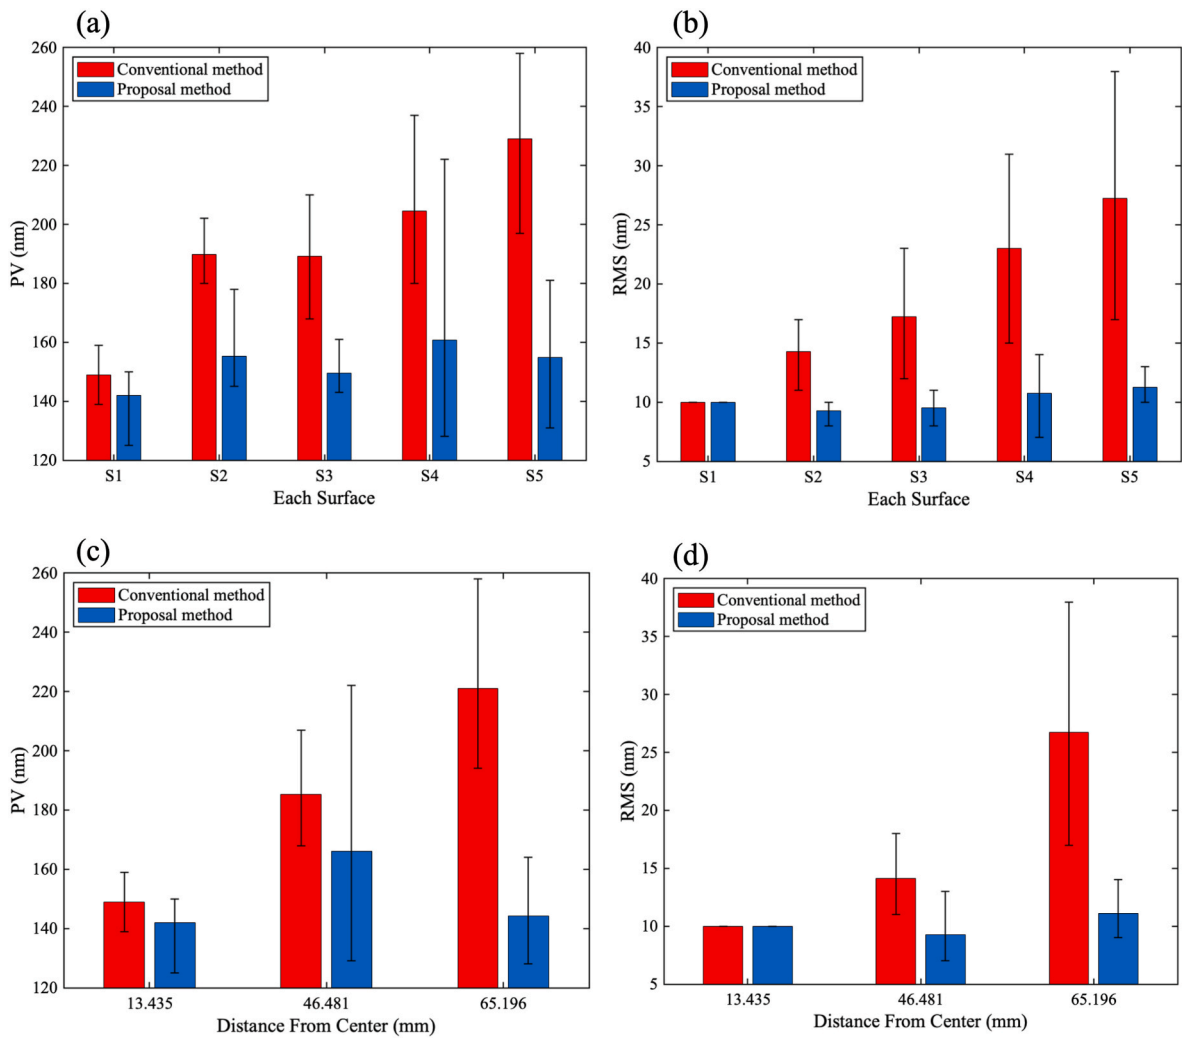 (a)
260
240
220
200
180
160
140
120
PV (nm)
Conventional method
Proposal method
S1 S2 S3 S4 S5
Each Surface
(b)
40
35
30
25
20
15
10
5
RMS (nm)
Conventional method
Proposal method
S1 S2 S3 S4 S5
Each Surface
(c)
260
240
220
200
180
160
140
120
PV (nm)
Conventional method
Proposal method
13.435 46.481 65.196
Distance From Center (mm)
(d)
40
35
30
25
20
15
10
5
RMS (nm)
Conventional method
Proposal method
13.435 46.481 65.196
Distance From Center (mm)